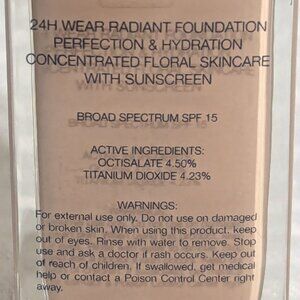 24H WEAR RADIANT FOUNDATION
PERFECTION & HYDRATION
CONCENTRATED FLORAL SKINCARE
WITH SUNSCREEN
BROAD SPECTRUM SPF 15
ACTIVE INGREDIENTS:
OCTISALATE 4.50%
TITANIUM DIOXIDE 4.23%
WARNINGS:
For external use only. Do not use on damaged
or broken skin. When using this product, keep
out of eyes. Rinse with water to remove. Stop
use and ask a doctor if rash occurs. Keep out
of reach of children. If swallowed, get medical
help or contact a Poison Control Center right
away.